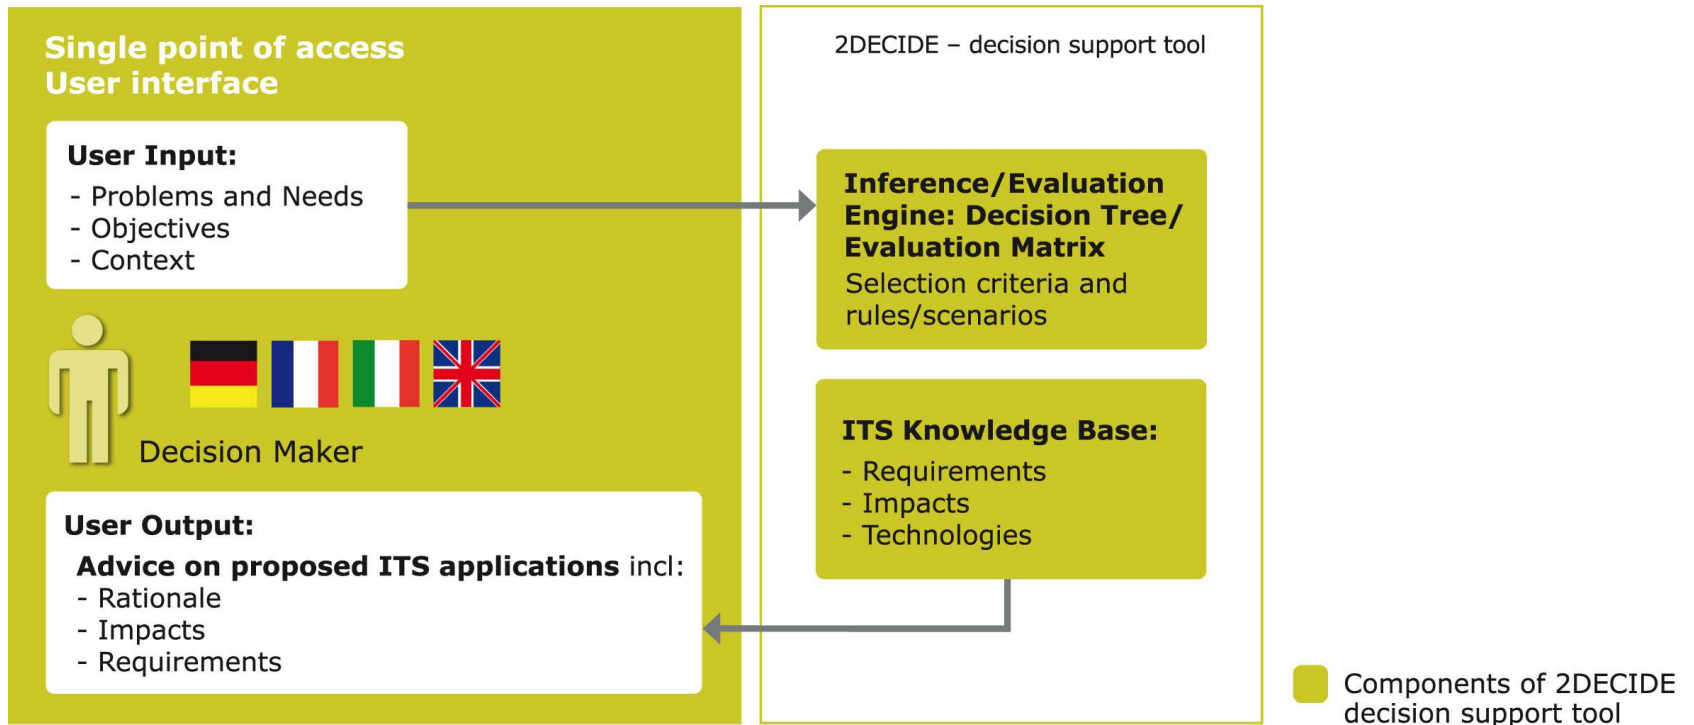 Single point of access
User interface
User Input:
- Problems and Needs
- Objectives
- Context
Decision Maker
User Output:
Advice on proposed ITS applications incl:
- Rationale
- Impacts
- Requirements
2DECIDE – decision support tool
Inference/Evaluation
Engine: Decision Tree/
Evaluation Matrix
Selection criteria and
rules/scenarios
ITS Knowledge Base:
- Requirements
- Impacts
- Technologies
Components of 2DECIDE
decision support tool